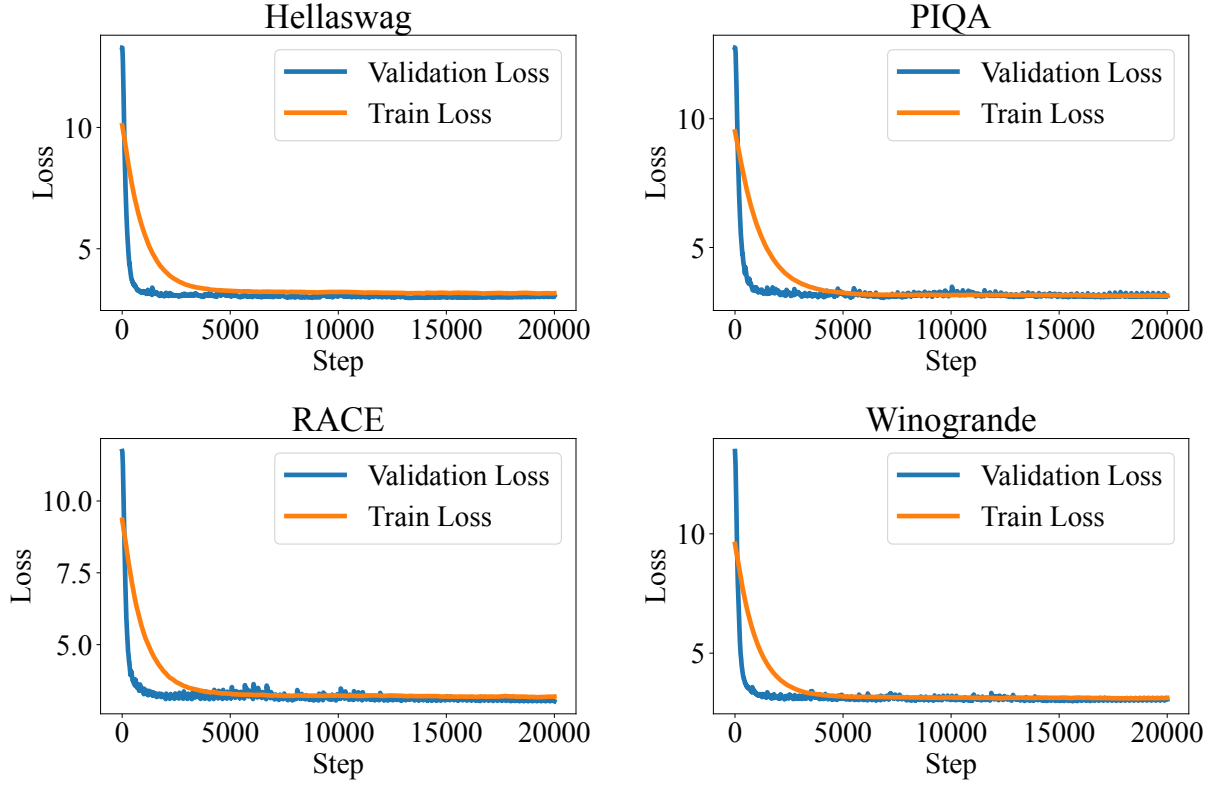 Hellaswag
Validation Loss
Train Loss
10
5
Loss
0 5000 10000 15000 20000
Step
PIQA
Validation Loss
Train Loss
10
5
Loss
0 5000 10000 15000 20000
Step
RACE
Validation Loss
Train Loss
10.0
7.5
5.0
Loss
0 5000 10000 15000 20000
Step
Winogrande
Validation Loss
Train Loss
10
5
Loss
0 5000 10000 15000 20000
Step